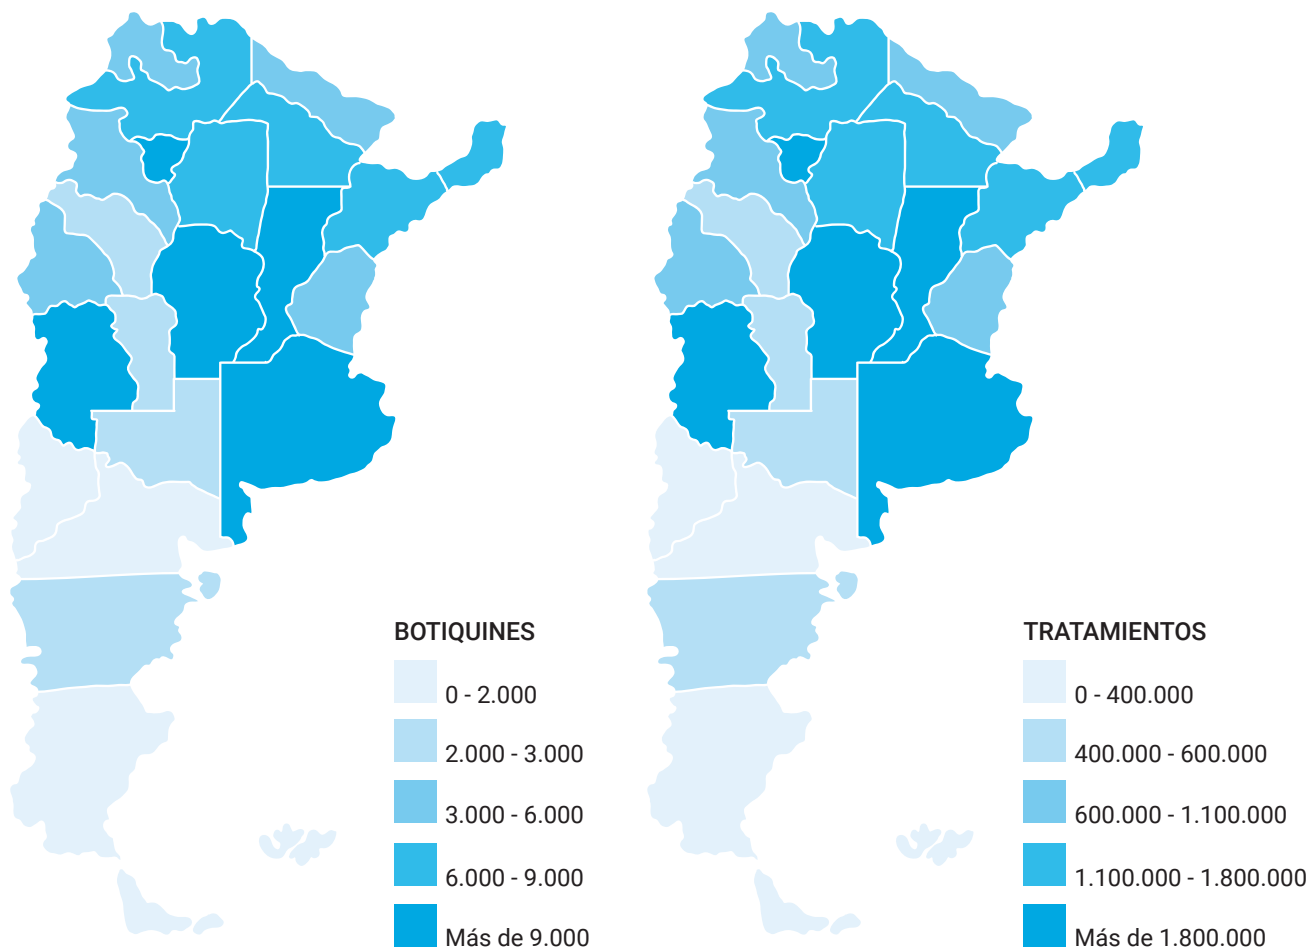 BOTIQUINES
0 - 2.000
2.000 - 3.000
3.000 - 6.000
6.000 - 9.000
Más de 9.000
TRATAMIENTOS
0 - 400.000
400.000 - 600.000
600.000 - 1.100.000
1.100.000 - 1.800.000
Más de 1.800.000